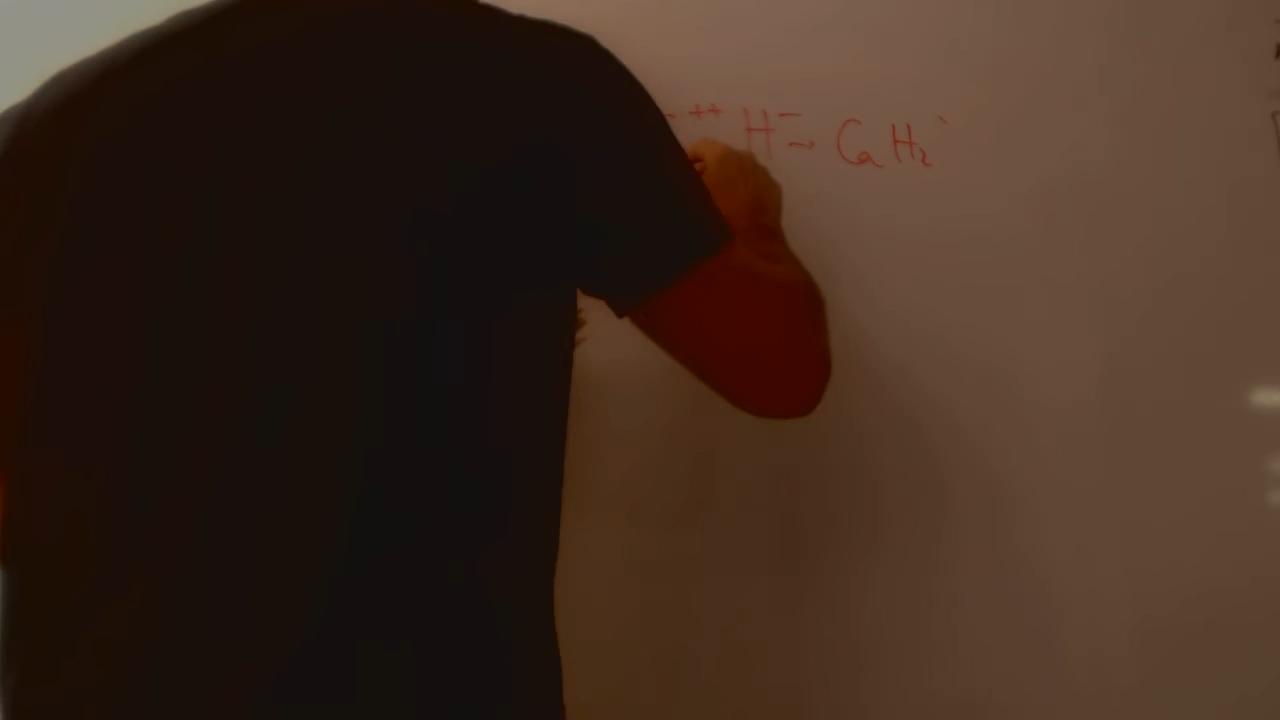 ++ H⁻ → CaH₂